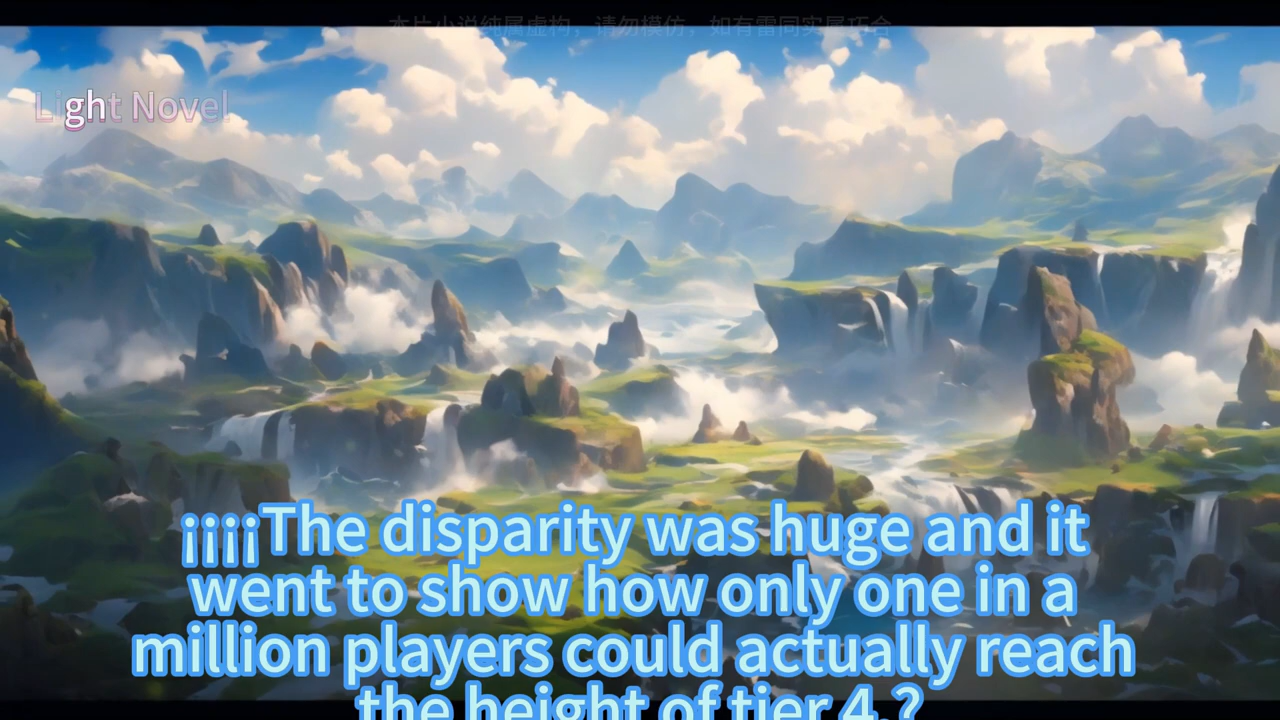 本片小说纯属虚构，请勿模仿，如有雷同实属巧合
Light Novel
¡¡¡¡The disparity was huge and it
went to show how only one in a
million players could actually reach
the height of tier 4.?